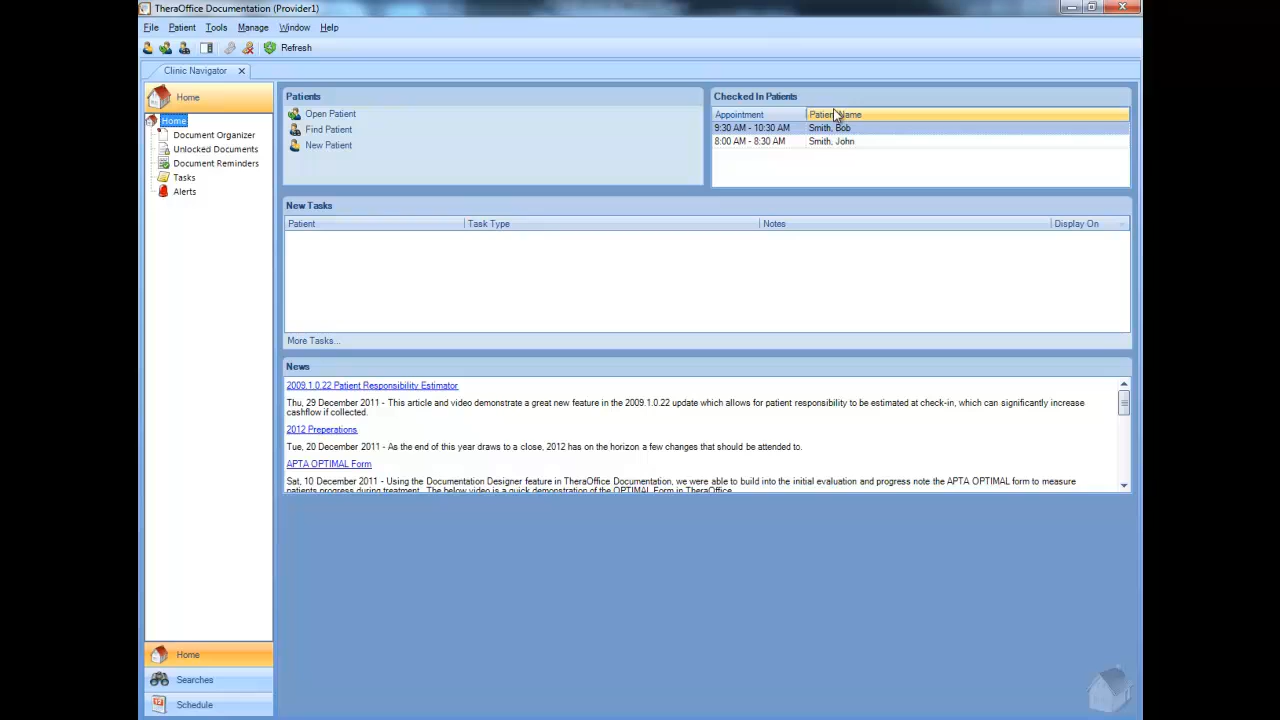 TheraOffice Documentation (Provider1)
File Patient Tools Manage Window Help
Refresh
Clinic Navigator
Home
Home
Document Organizer
Unlocked Documents
Document Reminders
Tasks
Alerts
Home
Searches
Schedule
Patients
Open Patient
Find Patient
New Patient
Checked In Patients
Appointment Patient Name
9:30 AM - 10:30 AM Smith, Bob
8:00 AM - 8:30 AM Smith, John
New Tasks
Patient Task Type Notes Display On
More Tasks...
News
2009.1.0.22 Patient Responsibility Estimator
Thu, 29 December 2011 - This article and video demonstrate a great new feature in the 2009.1.0.22 update which allows for patient responsibility to be estimated at check-in, which can significantly increase
cashflow if collected.
2012 Preperations
Tue, 20 December 2011 - As the end of this year draws to a close, 2012 has on the horizon a few changes that should be attended to.
APTA OPTIMAL Form
Sat, 10 December 2011 - Using the Documentation Designer feature in TheraOffice Documentation, we were able to build into the initial evaluation and progress note the APTA OPTIMAL form to measure
patients progress during treatment. The below video is a quick demonstration of the OPTIMAL Form in TheraOffice.